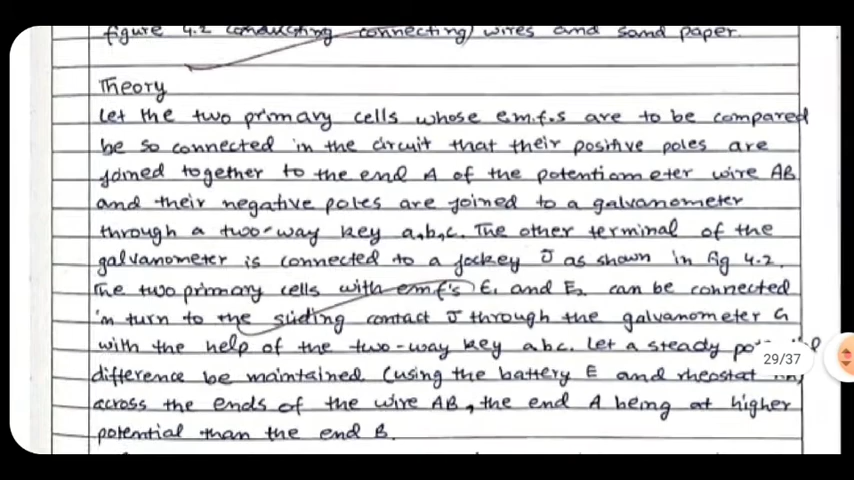 figure 4.2 conducting connecting) wires and sand paper.
Theory
Let the two primary cells whose e.m.f.s are to be compared
be so connected in the circuit that their positive poles are
joined together to the end A of the potentiometer wire AB
and their negative poles are joined to a galvanometer
through a two-way key a,b,c. The other terminal of the
galvanometer is connected to a jockey J as shown in fig 4.2.
The two primary cells with e.m.f's E₁ and E₂ can be connected
in turn to the sliding contact J through the galvanometer G
with the help of the two-way key abc. Let a steady
29/37
difference be maintained (using the battery E and rheostat
across the ends of the wire AB, the end A being at higher
potential than the end B.